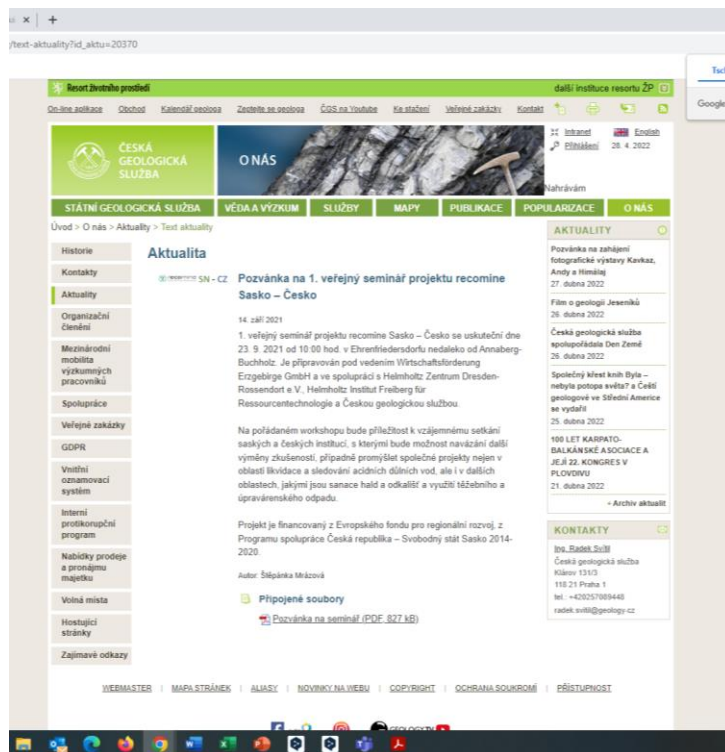 /text-aktuality?id_aktu=20370
Resort životního prostředí
další instituce resortu ŽP
On-line aplikace Obchod Kalendář geologa Zeptejte se geologa ČGS na Youtube Ke stažení Veřejné zakázky Kontakt
Google
ČESKÁ
GEOLOGICKÁ
SLUŽBA
O NÁS
Intranet English
Přihlášení 28. 4. 2022
Nahrávám
STÁTNÍ GEOLOGICKÁ SLUŽBA VĚDA A VÝZKUM SLUŽBY MAPY PUBLIKACE POPULARIZACE O NÁS
Úvod > O nás > Aktuality > Text aktuality
Historie
Kontakty
Aktuality
Organizační
členění
Mezinárodní
mobilita
výzkumných
pracovníků
Spolupráce
Veřejné zakázky
GDPR
Vnitřní
oznamovací
systém
Interní
protikorupční
program
Nabídky prodeje
a pronájmu
majetku
Volná místa
Hostující
stránky
Zajímavé odkazy
Aktualita
SN - CZ
Pozvánka na 1. veřejný seminář projektu recomine
Sasko – Česko
14. září 2021
1. veřejný seminář projektu recomine Sasko – Česko se uskuteční dne
23. 9. 2021 od 10:00 hod. v Ehrenfriedersdorfu nedaleko od Annaberg-
Buchholz. Je připravován pod vedením Wirtschaftsförderung
Erzgebirge GmbH a ve spolupráci s Helmholtz Zentrum Dresden-
Rossendort e.V., Helmholtz Institut Freiberg für
Ressourcentechnologie a Českou geologickou službou.
Na pořádaném workshopu bude příležitost k vzájemnému setkání
saských a českých institucí, s kterými bude možnost navázání další
výměny zkušeností, případně promýšlet společné projekty nejen v
oblasti likvidace a sledování acidních důlních vod, ale i v dalších
oblastech, jakými jsou sanace hald a odkališť a využití těžebního a
úpravárenského odpadu.
Projekt je financovaný z Evropského fondu pro regionální rozvoj, z
Programu spolupráce Česká republika – Svobodný stát Sasko 2014-
2020.
Autor: Štěpánka Mrázová
Připojené soubory
Pozvánka na seminář (PDF, 827 kB)
AKTUALITY
Pozvánka na zahájení
fotografické výstavy Kavkaz,
Andy a Himálaj
27. dubna 2022
Film o geologii Jeseníků
26. dubna 2022
Česká geologická služba
spolupořádala Den Země
26. dubna 2022
Společný křest knih Byla –
nebyla potopa světa? a Čeští
geologové ve Střední Americe
se vydařil
25. dubna 2022
100 LET KARPATO-
BALKÁNSKÉ ASOCIACE A
JEJÍ 22. KONGRES V
PLOVDIVU
21. dubna 2022
Archiv aktualit
KONTAKTY
Ing. Radek Svítil
Česká geologická služba
Klárov 131/3
118 21 Praha 1
tel.: +420257089448
radek.svitil@geology.cz
WEBMASTER | MAPA STRÁNEK | ALIASY | NOVINKY NA WEBU | COPYRIGHT | OCHRANA SOUKROMÍ | PŘÍSTUPNOST
GEOLOGY.TV